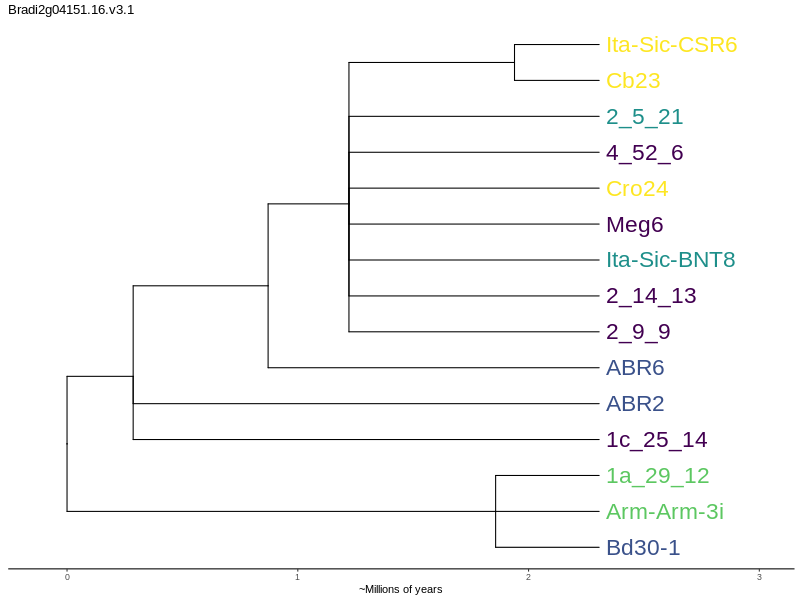 Bradi2g04151.16.v3.1
Ita-Sic-CSR6
Cb23
2_5_21
4_52_6
Cro24
Meg6
Ita-Sic-BNT8
2_14_13
2_9_9
ABR6
ABR2
1c_25_14
1a_29_12
Arm-Arm-3i
Bd30-1
0 1 2 3
~Millions of years